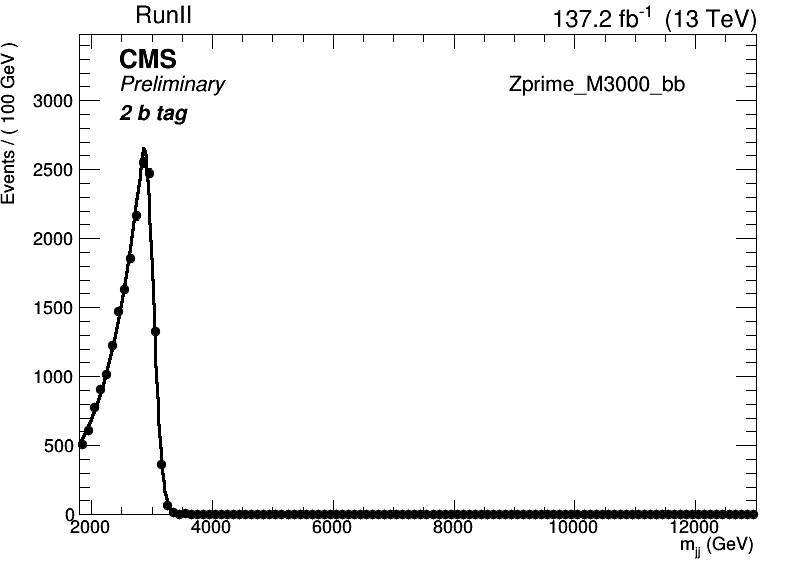 RunII
137.2 fb-1 (13 TeV)
CMS
Preliminary
2 b tag
Zprime_M3000_bb
Events / ( 100 GeV )
3000
2500
2000
1500
1000
500
0
2000 4000 6000 8000 10000 12000
mjj (GeV)